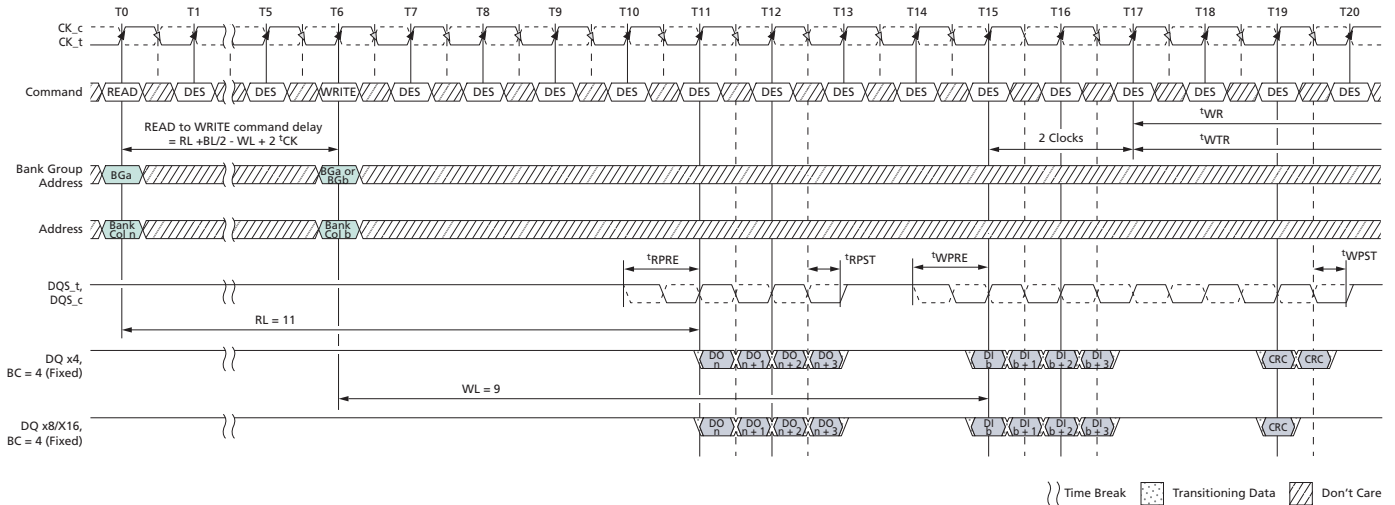 T0 T1 T5 T6 T7 T8 T9 T10 T11 T12 T13 T14 T15 T16 T17 T18 T19 T20
CK_c
CK_t
Command READ DES DES WRITE DES DES DES DES DES DES DES DES DES DES DES DES DES DES
READ to WRITE command delay
= RL +BL/2 - WL + 2 tCK
tWR
2 Clocks
tWTR
Bank Group
Address
BGa
BGa or
BGb
Address
Bank
Col n
Bank
Col b
tRPRE tRPST tWPRE tWPST
DQS_t,
DQS_c
RL = 11
DQ x4,
BC = 4 (Fixed)
DO
n
DO
n + 1
DO
n + 2
DO
n + 3
DI
b
DI
b + 1
DI
b + 2
DI
b + 3
CRC CRC
WL = 9
DQ x8/X16,
BC = 4 (Fixed)
DO
n
DO
n + 1
DO
n + 2
DO
n + 3
DI
b
DI
b + 1
DI
b + 2
DI
b + 3
CRC
Time Break Transitioning Data Don't Care